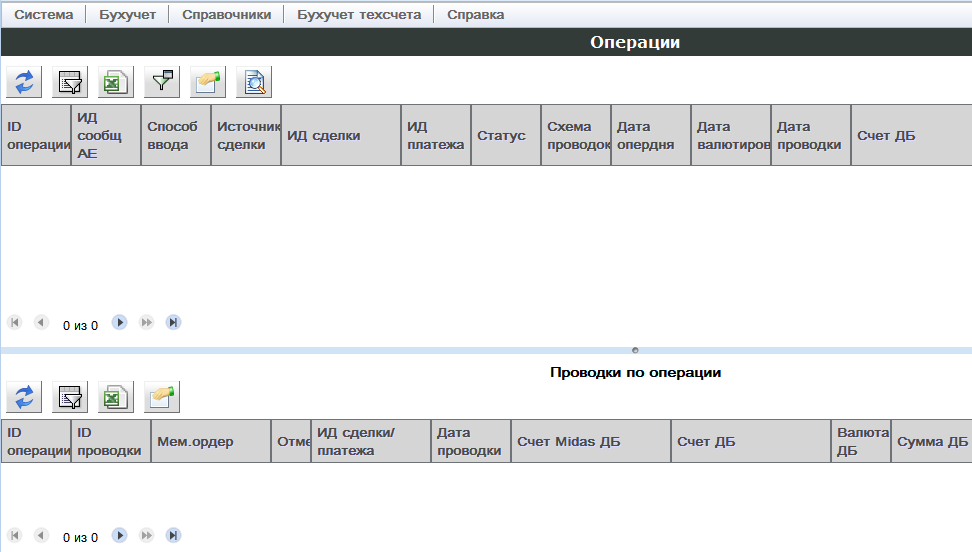 Система Бухучет Справочники Бухучет техсчета Справка
Операции
ID операции
ИД сообщ АЕ
Способ ввода
Источник сделки
ИД сделки
ИД платежа
Статус
Схема проводок
Дата опердня
Дата валютиров
Дата проводки
Счет ДБ
0 из 0
Проводки по операции
ID операции
ID проводки
Мем.ордер
Отме
ИД сделки/ платежа
Дата проводки
Счет Midas ДБ
Счет ДБ
Валюта ДБ
Сумма ДБ
0 из 0